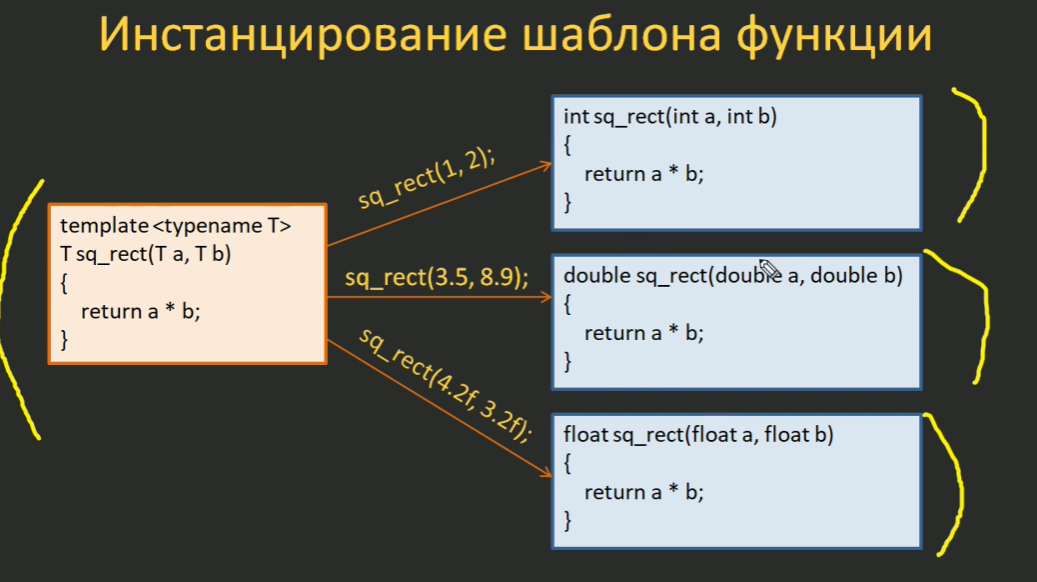 Инстанцирование шаблона функции
template <typename T>
T sq_rect(T a, T b)
{
return a * b;
}
sq_rect(1, 2);
sq_rect(3.5, 8.9);
sq_rect(4.2f, 3.2f);
int sq_rect(int a, int b)
{
return a * b;
}
double sq_rect(double a, double b)
{
return a * b;
}
float sq_rect(float a, float b)
{
return a * b;
}